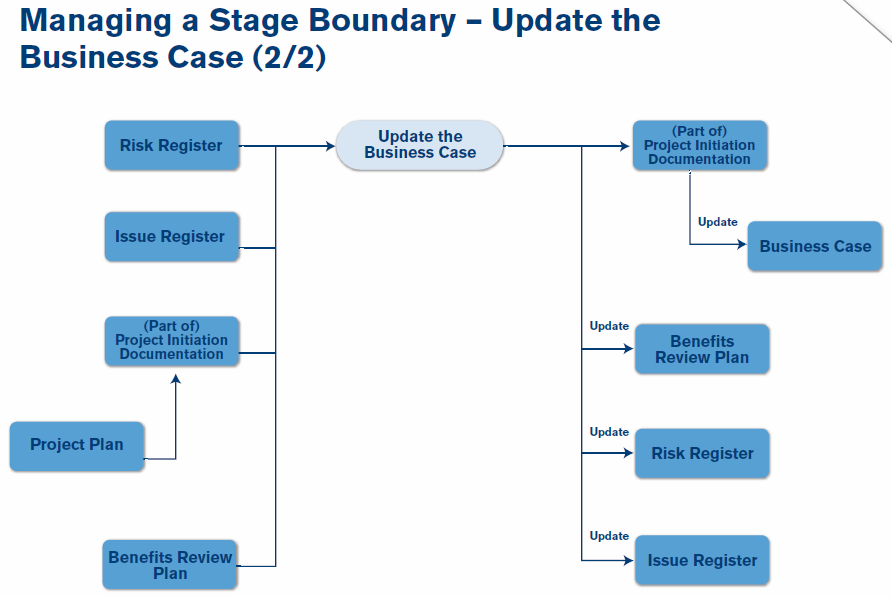 Managing a Stage Boundary – Update the
Business Case (2/2)
Risk Register
Update the
Business Case
(Part of)
Project Initiation
Documentation
Issue Register
Update
Business Case
(Part of)
Project Initiation
Documentation
Update
Benefits
Review Plan
Project Plan
Update
Risk Register
Benefits Review
Plan
Update
Issue Register